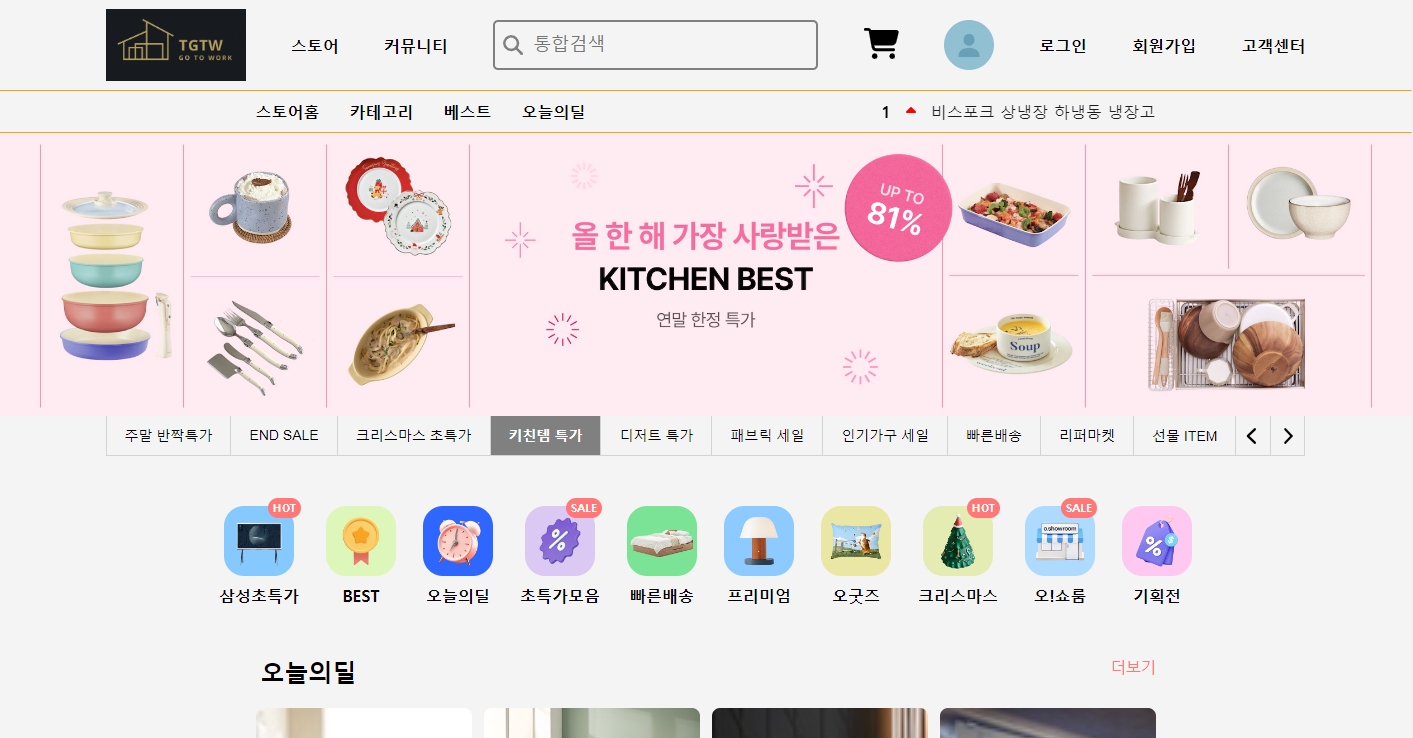 TGTW
GO TO WORK
스토어
커뮤니티
통합검색
로그인
회원가입
고객센터
스토어홈
카테고리
베스트
오늘의딜
1
비스포크 상냉장 하냉동 냉장고
올 한 해 가장 사랑받은
KITCHEN BEST
연말 한정 특가
UP TO
81%
Soup
주말 반짝특가
END SALE
크리스마스 초특가
키친템 특가
디저트 특가
패브릭 세일
인기가구 세일
빠른배송
리퍼마켓
선물 ITEM
HOT
삼성초특가
BEST
오늘의딜
SALE
%
초특가모음
빠른배송
프리미엄
오굿즈
HOT
크리스마스
SALE
o.showroom
오!쇼룸
%
$
기획전
오늘의딜
더보기